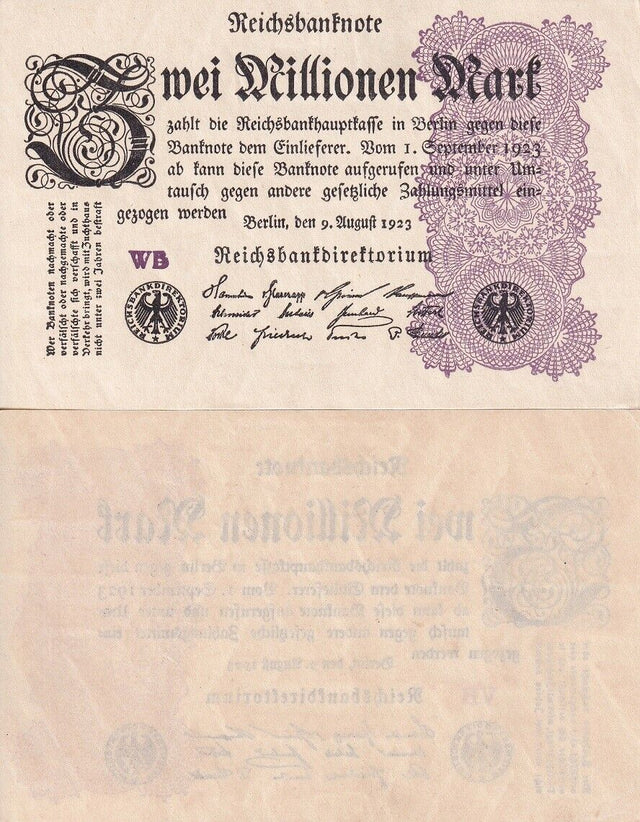 Reichsbanknote
Zwei Millionen Mark
zahlt die Reichsbankhauptkasse in Berlin gegen diese
Banknote dem Einlieferer. Vom 1. September 1923
ab kann diese Banknote aufgerufen und unter Um-
tausch gegen andere gesetzliche Zahlungsmittel ein-
gezogen werden
Berlin, den 9. August 1923
Reichsbankdirektorium
WB
Wer Banknoten nachmacht oder
verfälscht oder nachgemachte oder
verfälschte sich verschafft und in
Verkehr bringt, wird mit Zuchthaus
nicht unter zwei Jahren bestraft
REICHSBANKDIREKTORIUM
REICHSBANKDIREKTORIUM